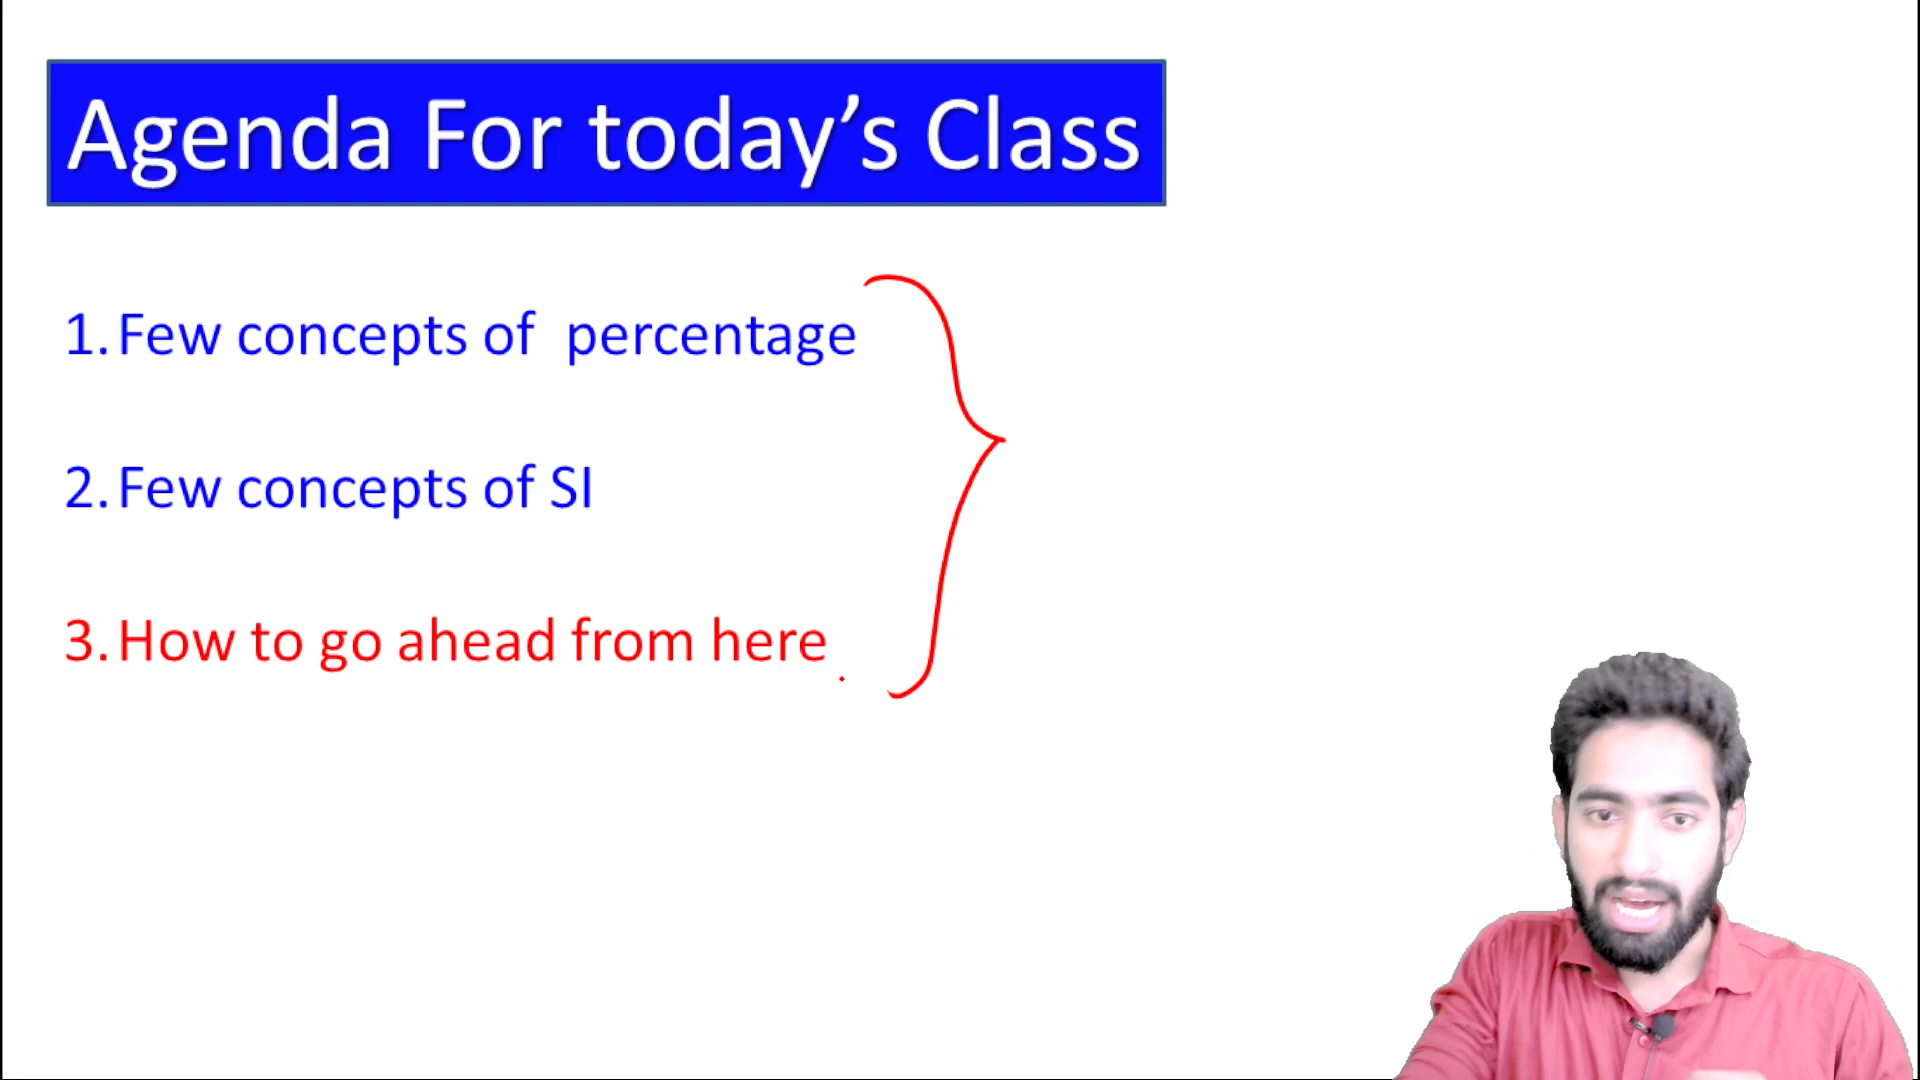 Agenda For today’s Class
1. Few concepts of percentage
2. Few concepts of SI
3. How to go ahead from here